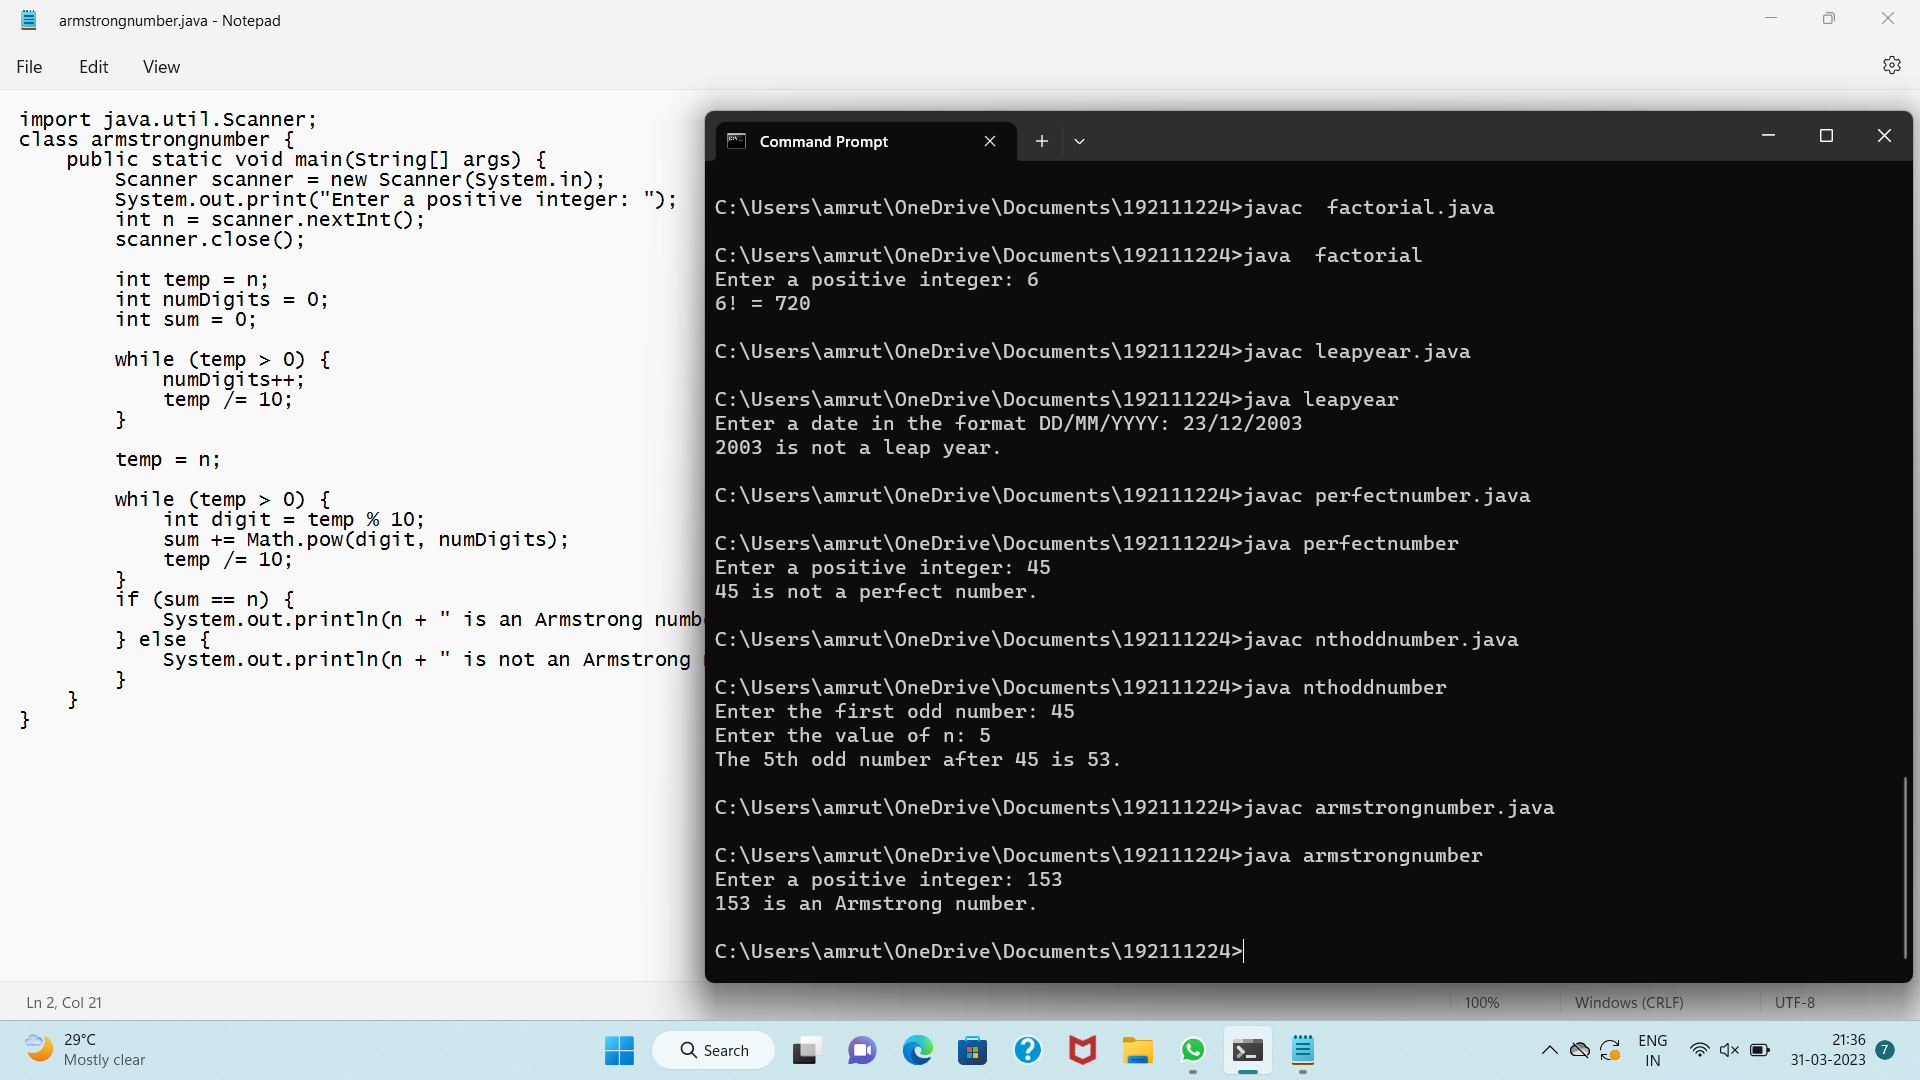 armstrongnumber.java - Notepad
File Edit View
import java.util.Scanner;
class armstrongnumber {
    public static void main(String[] args) {
        Scanner scanner = new Scanner(System.in);
        System.out.print("Enter a positive integer: ");
        int n = scanner.nextInt();
        scanner.close();
        int temp = n;
        int numDigits = 0;
        int sum = 0;
        while (temp > 0) {
            numDigits++;
            temp /= 10;
        }
        temp = n;
        while (temp > 0) {
            int digit = temp % 10;
            sum += Math.pow(digit, numDigits);
            temp /= 10;
        }
        if (sum == n) {
            System.out.println(n + " is an Armstrong numb
        } else {
            System.out.println(n + " is not an Armstrong
        }
    }
}
Command Prompt
C:\Users\amrut\OneDrive\Documents\192111224>javac  factorial.java
C:\Users\amrut\OneDrive\Documents\192111224>java  factorial
Enter a positive integer: 6
6! = 720
C:\Users\amrut\OneDrive\Documents\192111224>javac leapyear.java
C:\Users\amrut\OneDrive\Documents\192111224>java leapyear
Enter a date in the format DD/MM/YYYY: 23/12/2003
2003 is not a leap year.
C:\Users\amrut\OneDrive\Documents\192111224>javac perfectnumber.java
C:\Users\amrut\OneDrive\Documents\192111224>java perfectnumber
Enter a positive integer: 45
45 is not a perfect number.
C:\Users\amrut\OneDrive\Documents\192111224>javac nthoddnumber.java
C:\Users\amrut\OneDrive\Documents\192111224>java nthoddnumber
Enter the first odd number: 45
Enter the value of n: 5
The 5th odd number after 45 is 53.
C:\Users\amrut\OneDrive\Documents\192111224>javac armstrongnumber.java
C:\Users\amrut\OneDrive\Documents\192111224>java armstrongnumber
Enter a positive integer: 153
153 is an Armstrong number.
C:\Users\amrut\OneDrive\Documents\192111224>
Ln 2, Col 21 100% Windows (CRLF) UTF-8
29°C
Mostly clear
Search
ENG
IN
21:36
31-03-2023
7